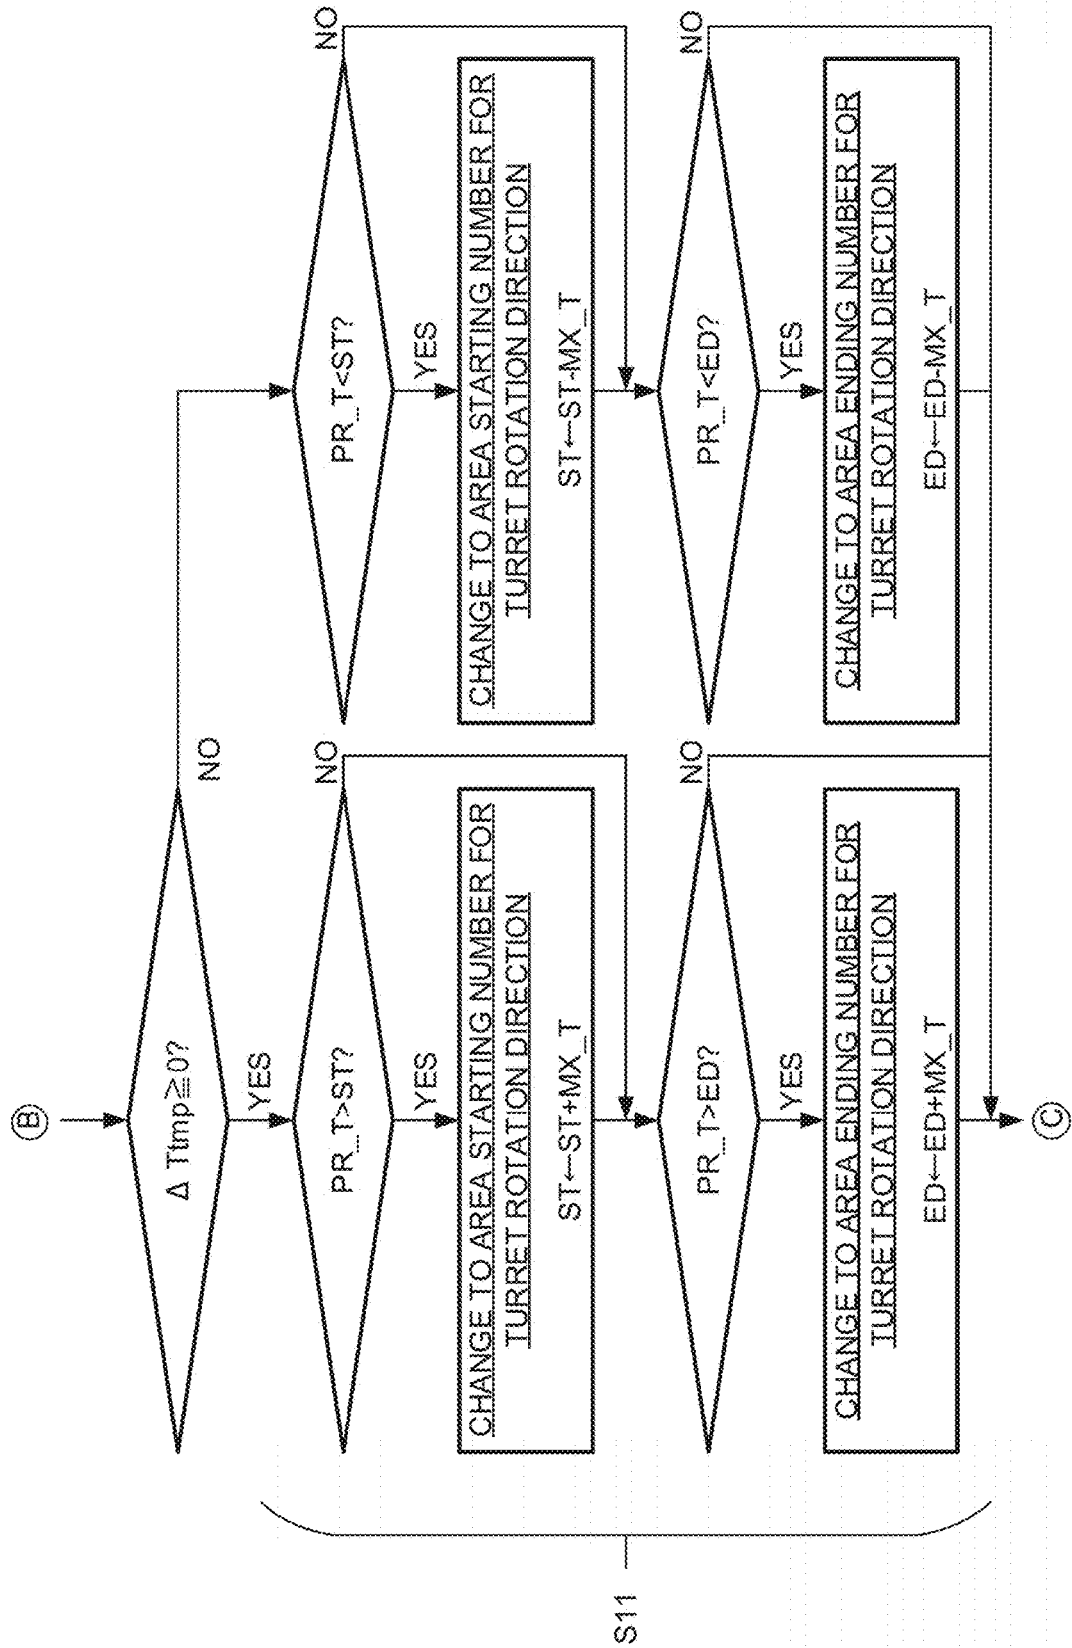 B
Δ Ttmp≧0?
NO
YES
PR_T>ST?
NO
YES
CHANGE TO AREA STARTING NUMBER FOR
TURRET ROTATION DIRECTION
ST←ST+MX_T
PR_T>ED?
NO
YES
CHANGE TO AREA ENDING NUMBER FOR
TURRET ROTATION DIRECTION
ED←ED+MX_T
PR_T<ST?
NO
YES
CHANGE TO AREA STARTING NUMBER FOR
TURRET ROTATION DIRECTION
ST←ST-MX_T
PR_T<ED?
NO
YES
CHANGE TO AREA ENDING NUMBER FOR
TURRET ROTATION DIRECTION
ED←ED-MX_T
C
S11